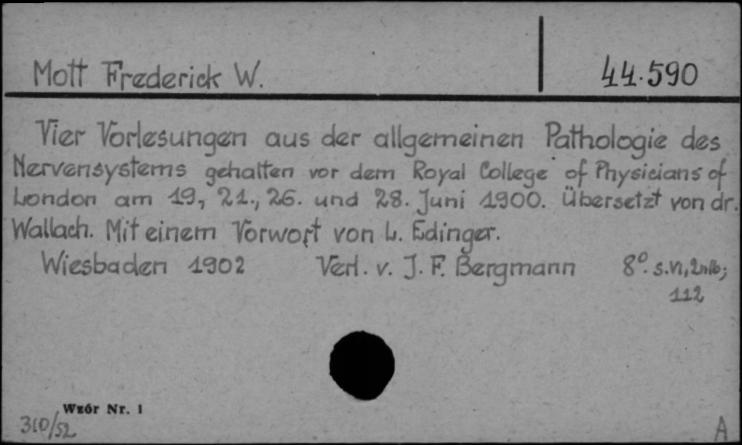 Mott Frederick W.
44.590
Vier Vorlesungen aus der allgemeinen Pathologie des
Nervensystems gehalten vor dem Royal College of Physicians of
London am 19, 21., 26. und 28. Juni 1900. Übersetzt von dr.
Wallach. Mit einem Vorwort von L. Edinger.
Wiesbaden 1902 Verl. v. J. F. Bergmann 8° s. VI,
112
Wzór Nr. 1
310/52
A